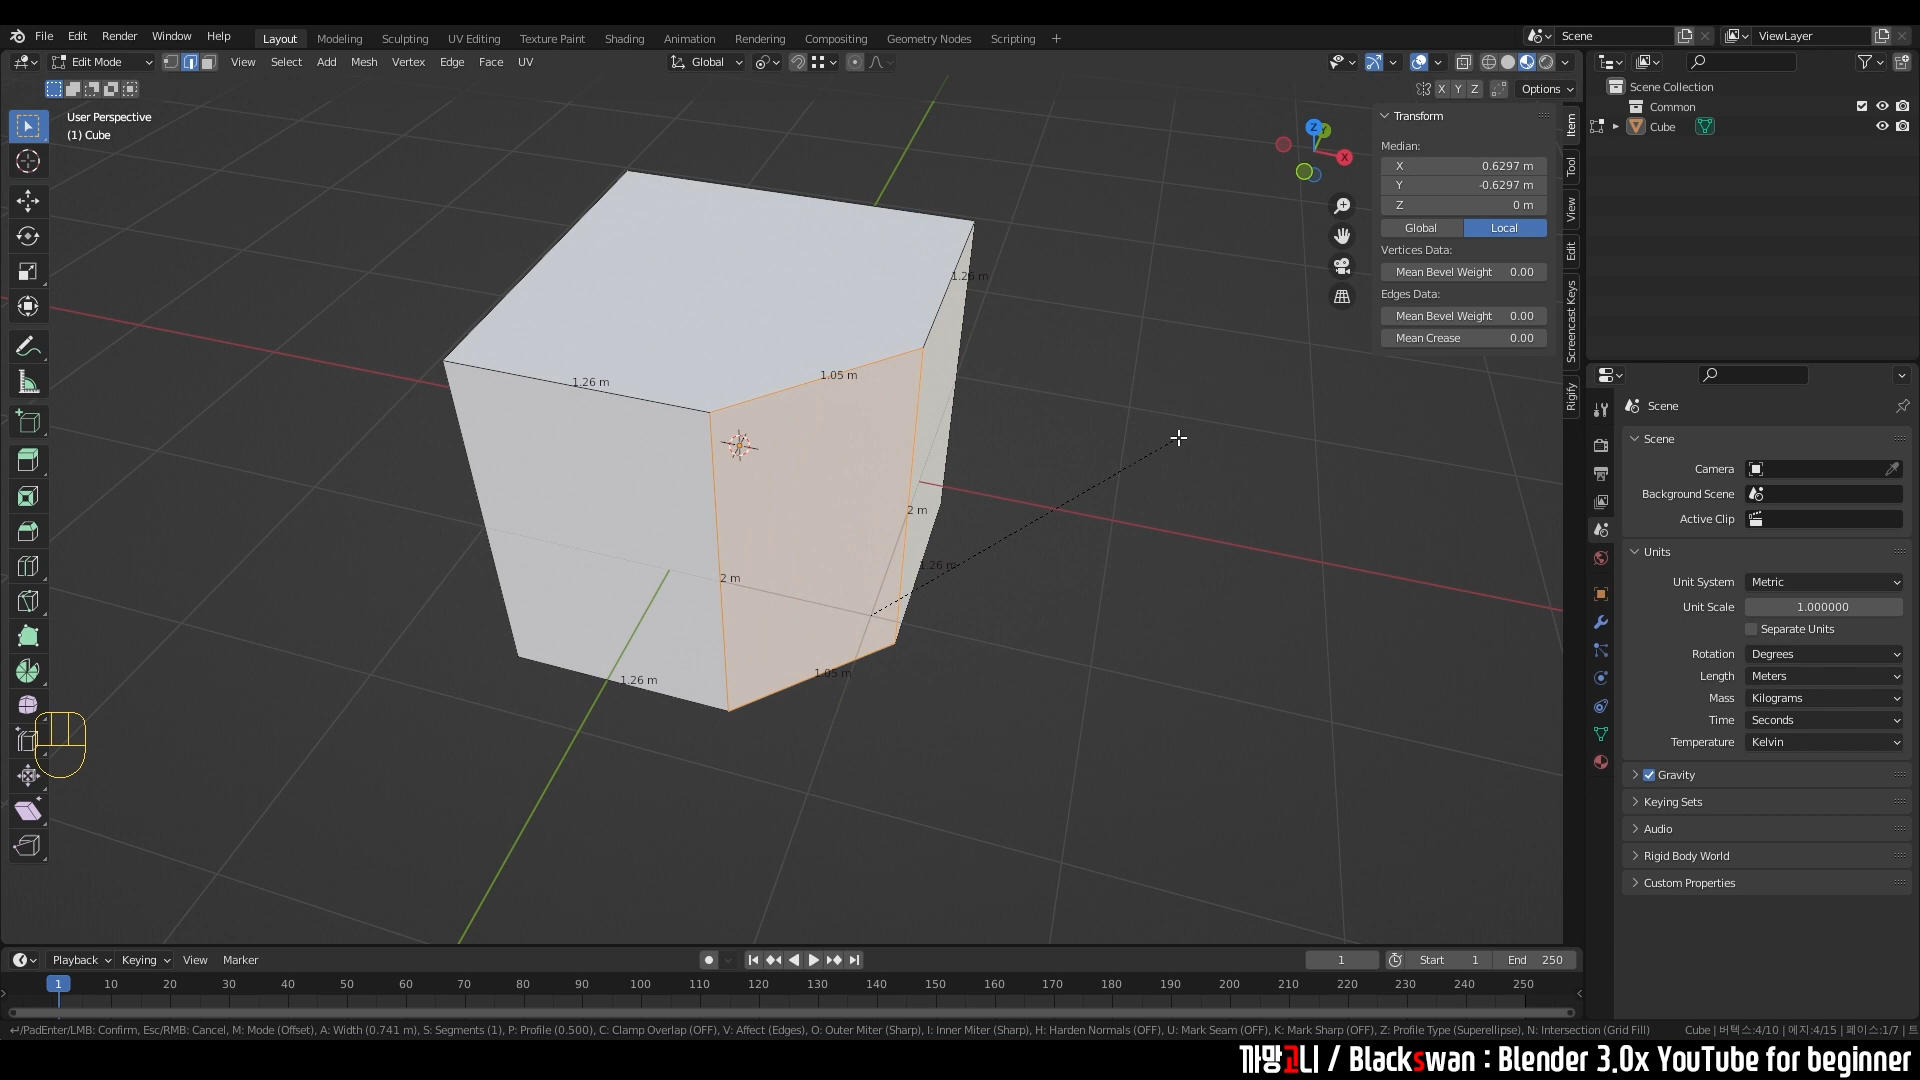 File Edit Render Window Help Layout Modeling Sculpting UV Editing Texture Paint Shading Animation Rendering Compositing Geometry Nodes Scripting + Scene ViewLayer
Edit Mode View Select Add Mesh Vertex Edge Face UV Global
X Y Z Options
User Perspective
(1) Cube
Z Y X
Transform
Median:
X 0.6297 m
Y -0.6297 m
Z 0 m
Global Local
Vertices Data:
Mean Bevel Weight 0.00
Edges Data:
Mean Bevel Weight 0.00
Mean Crease 0.00
Item
Tool
View
Edit
Screencast Keys
Rigify
1.26 m
1.26 m
1.05 m
2 m
1.26 m
2 m
1.05 m
1.26 m
Scene Collection
Common
Cube
Scene
Scene
Camera
Background Scene
Active Clip
Units
Unit System Metric
Unit Scale 1.000000
Separate Units
Rotation Degrees
Length Meters
Mass Kilograms
Time Seconds
Temperature Kelvin
Gravity
Keying Sets
Audio
Rigid Body World
Custom Properties
Playback Keying View Marker 1 Start 1 End 250
1 10 20 30 40 50 60 70 80 90 100 110 120 130 140 150 160 170 180 190 200 210 220 230 240 250
↵/PadEnter/LMB: Confirm, Esc/RMB: Cancel, M: Mode (Offset), A: Width (0.741 m), S: Segments (1), P: Profile (0.500), C: Clamp Overlap (OFF), V: Affect (Edges), O: Outer Miter (Sharp), I: Inner Miter (Sharp), H: Harden Normals (OFF), U: Mark Seam (OFF), K: Mark Sharp (OFF), Z: Profile Type (Superellipse), N: Intersection (Grid Fill) Cube | 버텍스:4/10 | 에지:4/15 | 페이스:1/7 | 트
까망고니 / Blackswan : Blender 3.0x YouTube for beginner